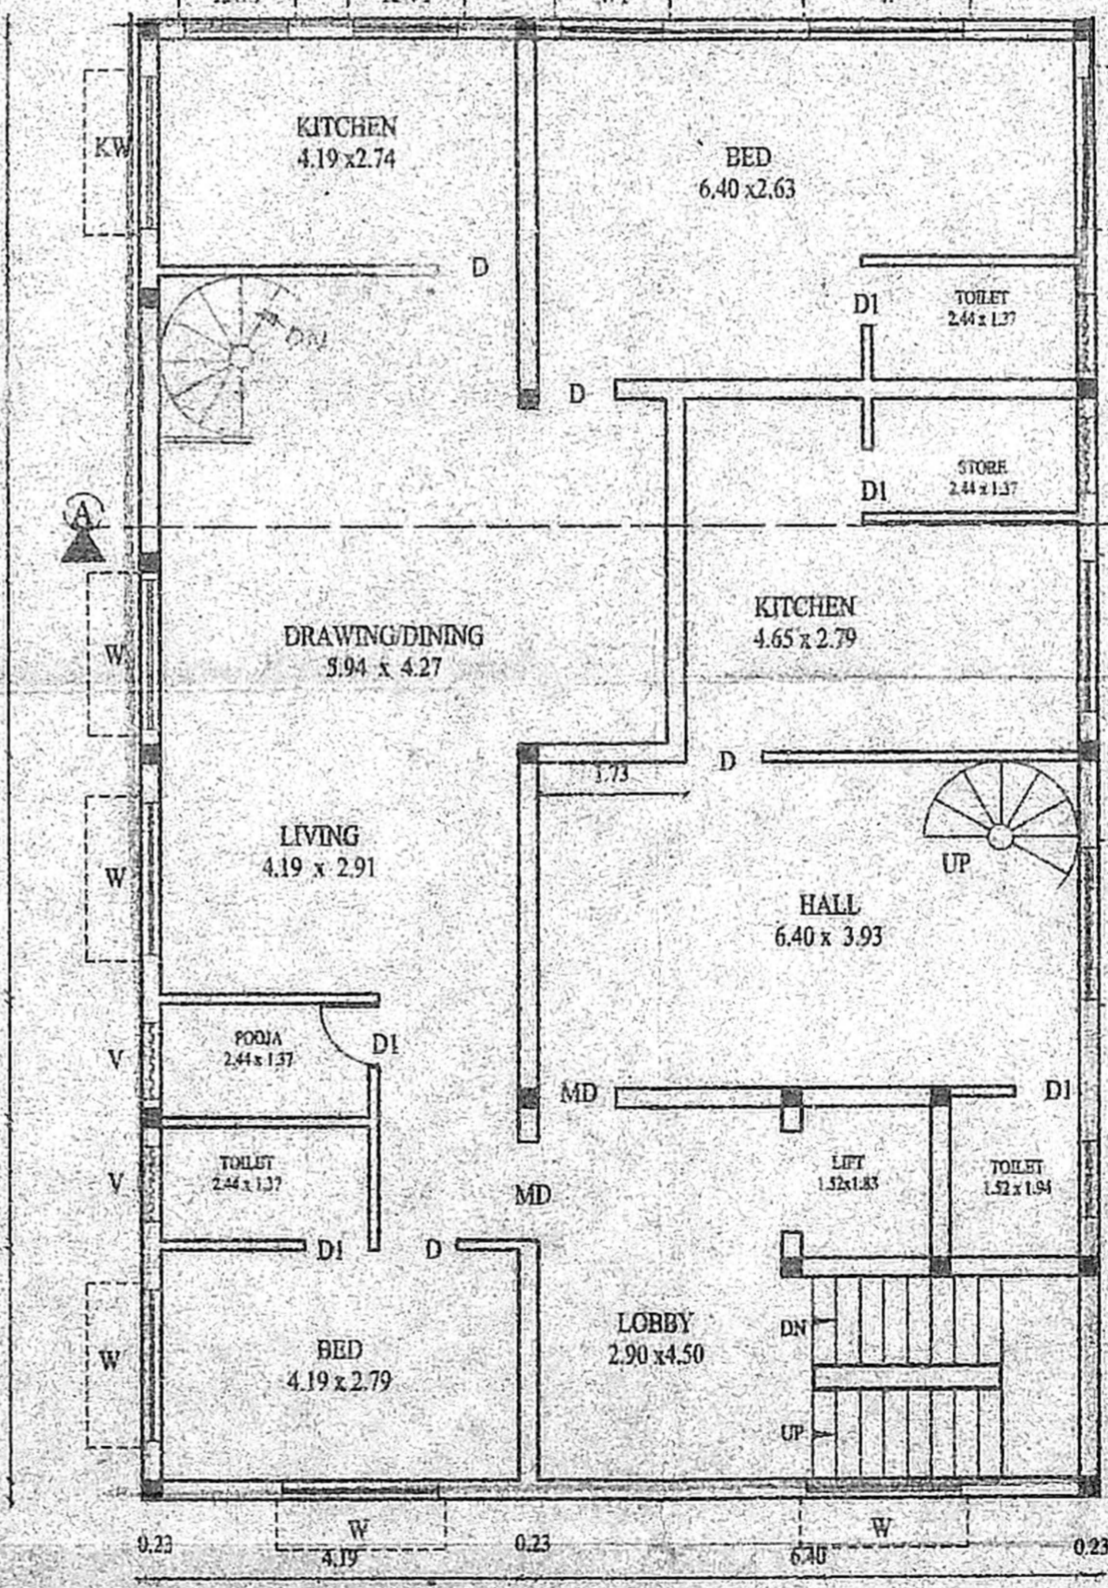 KITCHEN
4.19 x2.74
KW
BED
6.40 x2.63
D
TOILET
2.44 x 1.37
D1
DN
D
STORE
2.44 x 1.37
D1
A
KITCHEN
4.65 x 2.79
DRAWING/DINING
5.94 x 4.27
W
D
1.73
LIVING
4.19 x 2.91
W
UP
HALL
6.40 x 3.93
POOJA
2.44 x 1.37
D1
V
MD
D1
TOILET
2.44 x 1.37
V
LIFT
1.52x1.83
TOILET
1.52 x 1.94
MD
D1
D
LOBBY
2.90 x4.50
DN
BED
4.19 x 2.79
W
UP
W
W
0.23
4.19
0.23
6.40
0.23